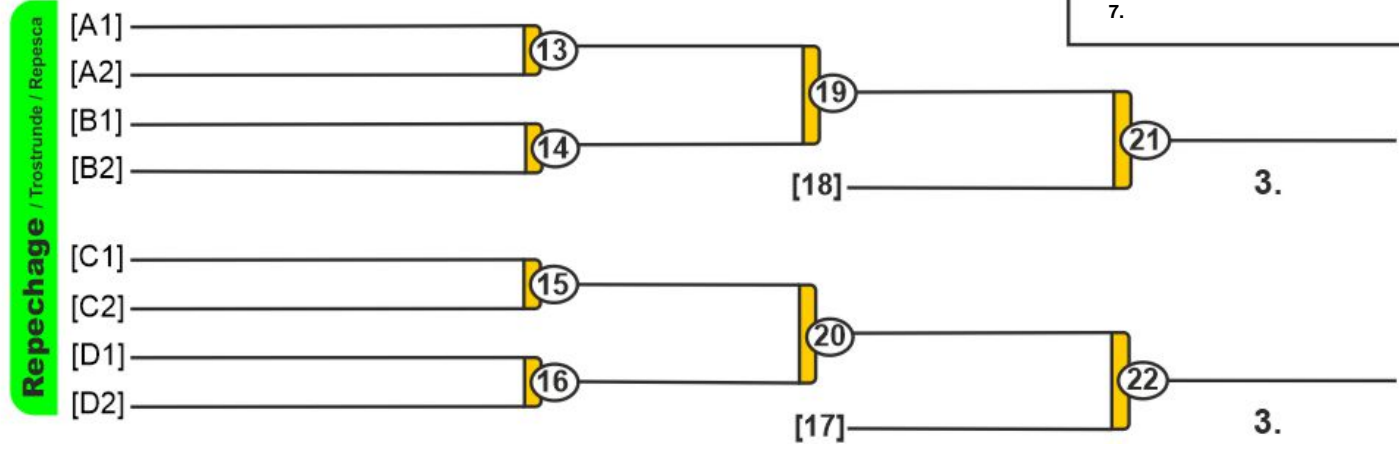 Repechage / Trostrunde / Repesca
7.
[A1]
13
[A2]
19
[B1]
14
21
[B2]
[18]
3.
[C1]
15
[C2]
20
[D1]
16
22
[D2]
[17]
3.